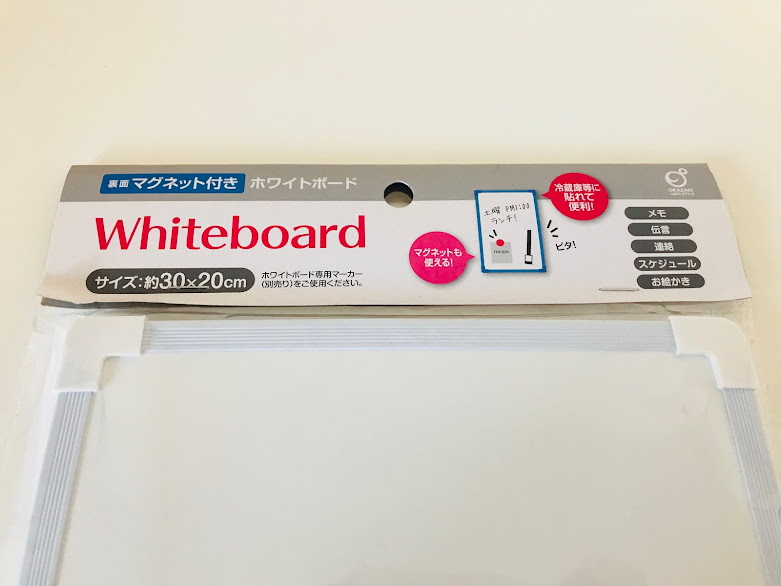 裏面 マグネット付き ホワイトボード
Whiteboard
サイズ：約30×20cm
ホワイトボード専用マーカー
（別売り）をご使用ください。
マグネットも
使える！
土曜 PM1:00
ランチ！
recipe
ピタ！
冷蔵庫等に
貼れて
便利！
OKAZAKI
メモ
伝言
連絡
スケジュール
お絵かき